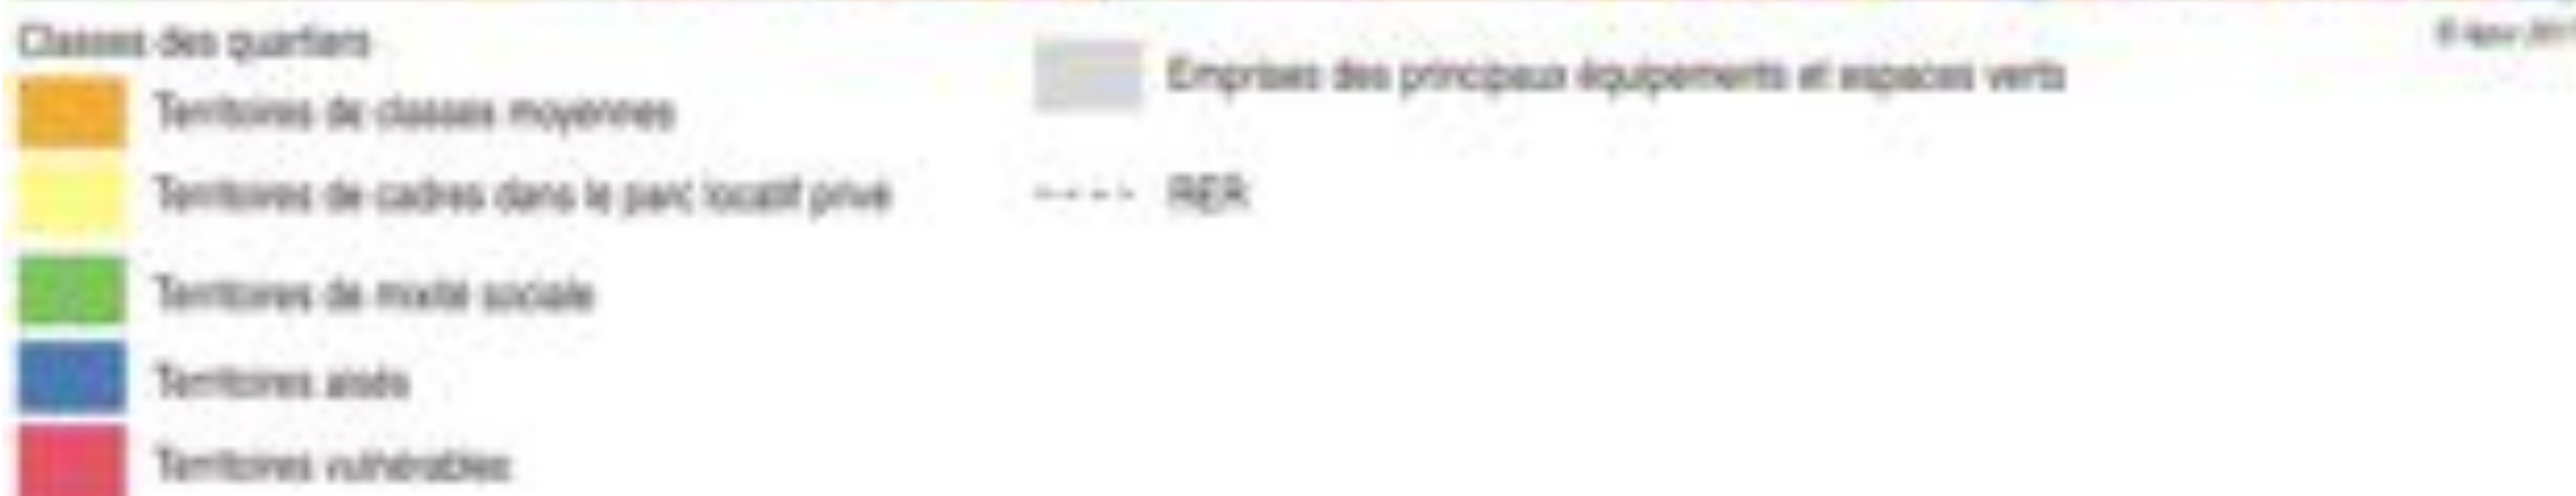 Classes des quartiers
Territoires de classes moyennes
Territoires de cadres dans le parc locatif privé
Territoires de mixité sociale
Territoires aisés
Territoires vulnérables
Emprises des principaux équipements et espaces verts
RER